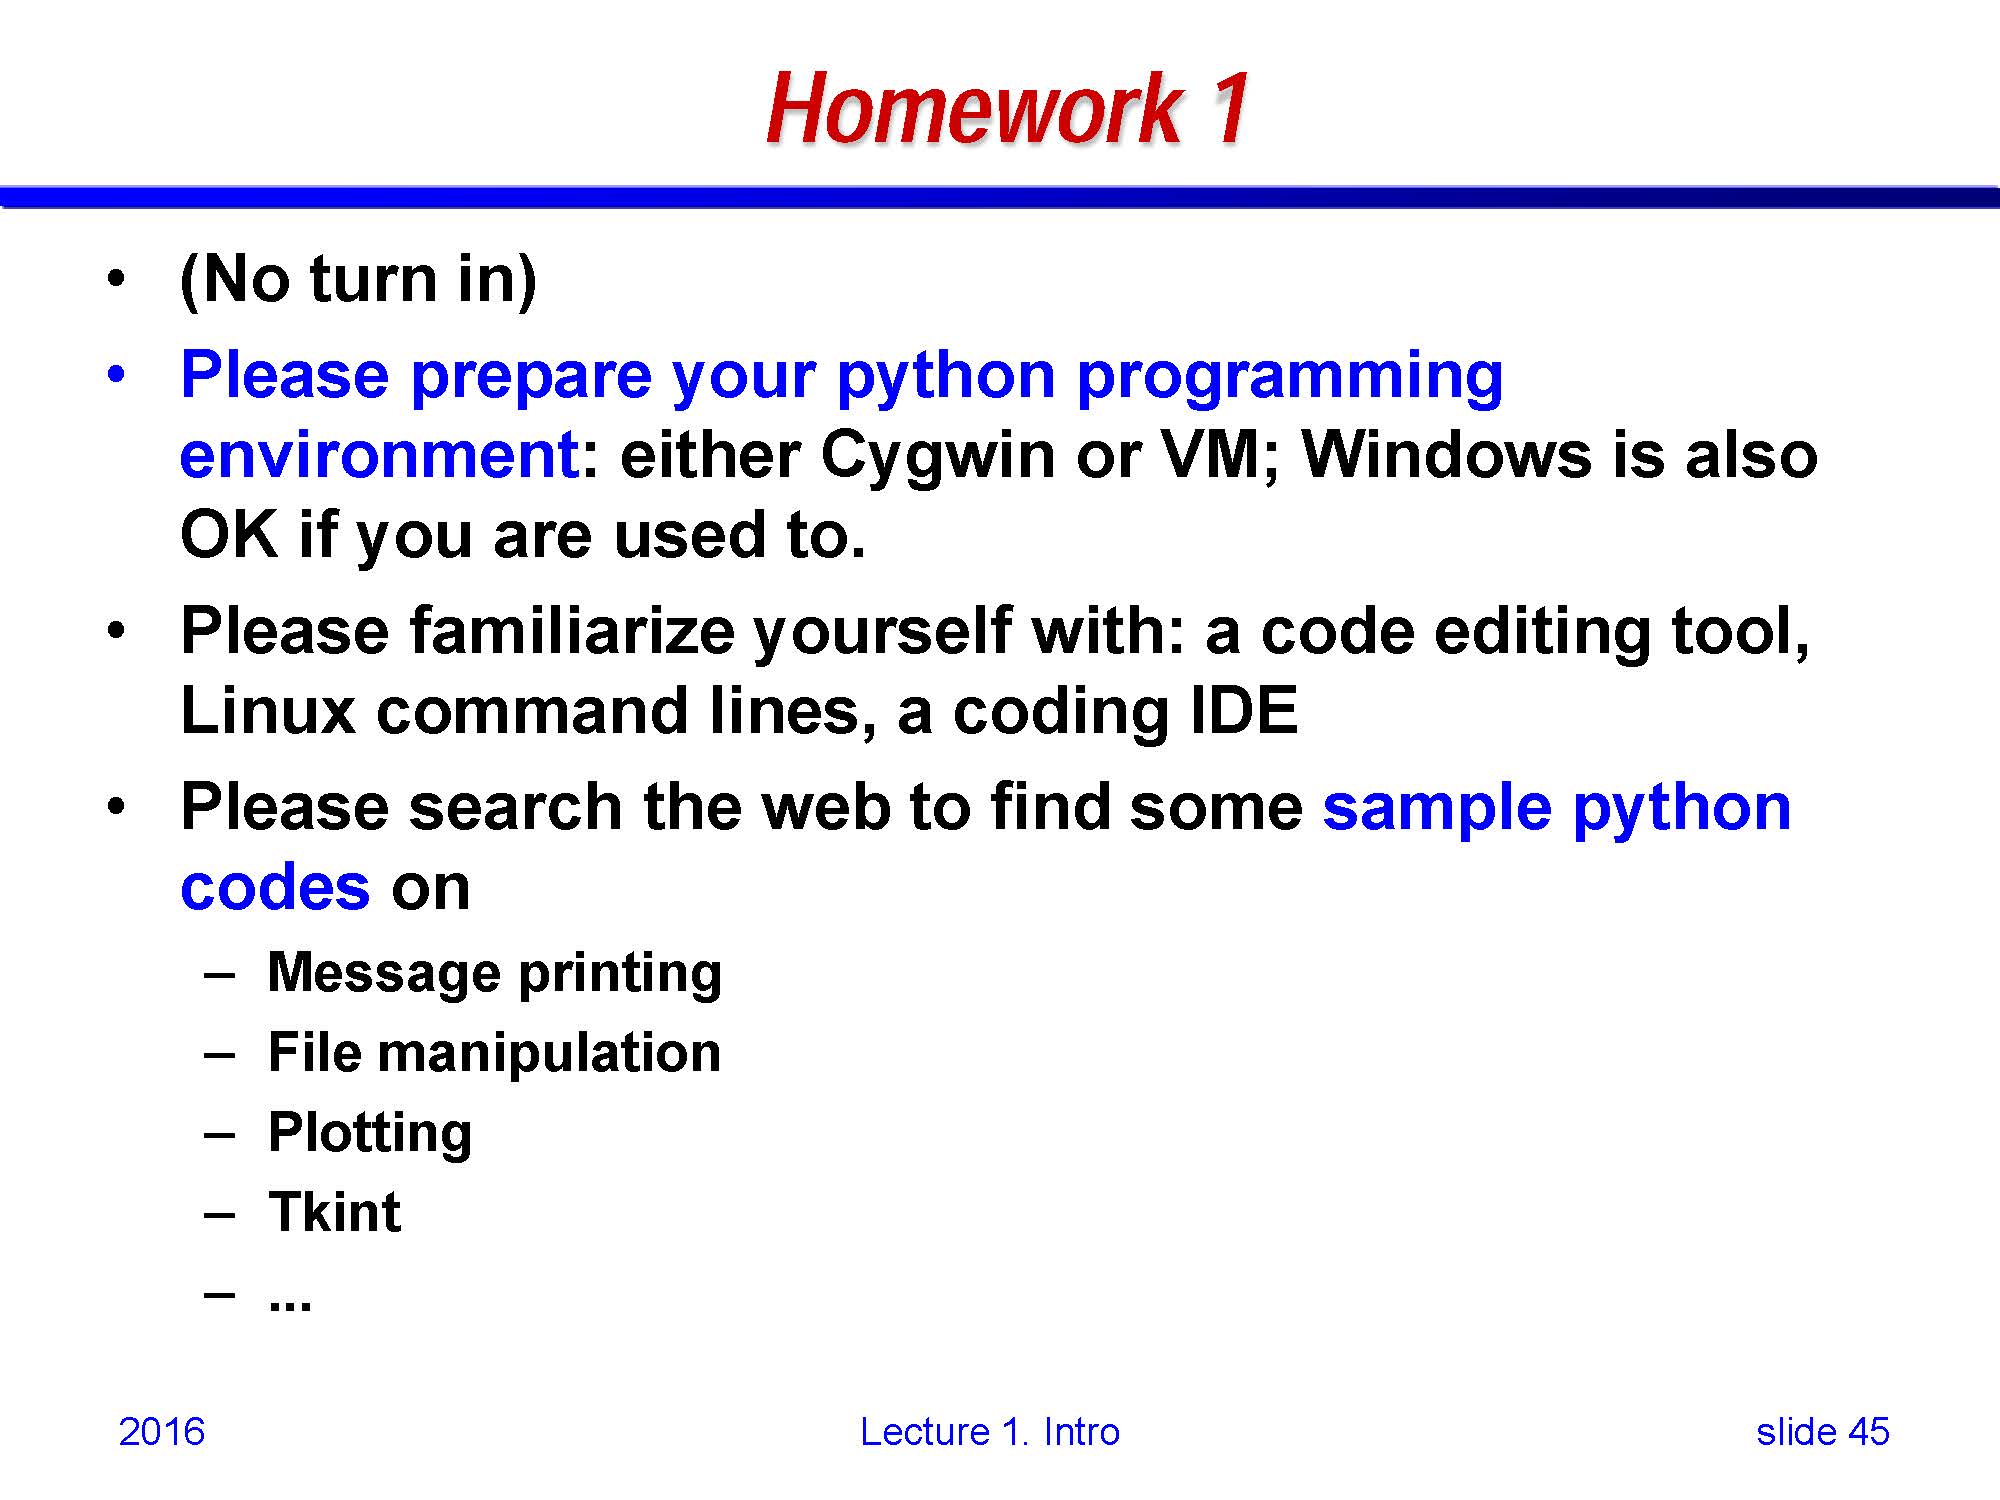 Homework 1
• (No turn in)
• Please prepare your python programming
environment: either Cygwin or VM; Windows is also
OK if you are used to.
• Please familiarize yourself with: a code editing tool,
Linux command lines, a coding IDE
• Please search the web to find some sample python
codes on
– Message printing
– File manipulation
– Plotting
– Tkint
– ...
2016 Lecture 1. Intro slide 45